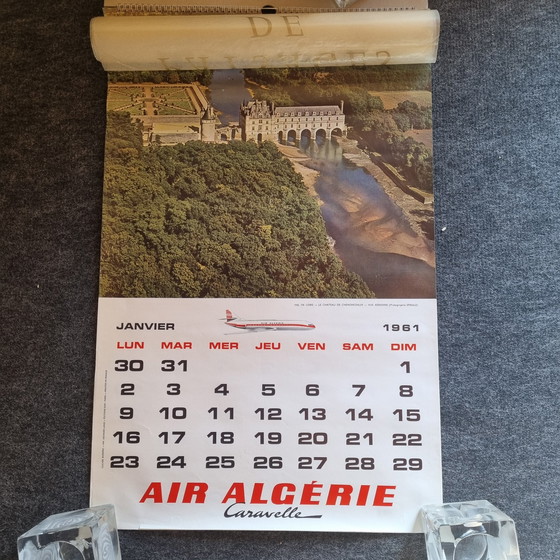 DE
JANVIER 1961
LUN MAR MER JEU VEN SAM DIM
30 31 1
2 3 4 5 6 7 8
9 10 11 12 13 14 15
16 17 18 19 20 21 22
23 24 25 26 27 28 29
AIR ALGÉRIE
Caravelle